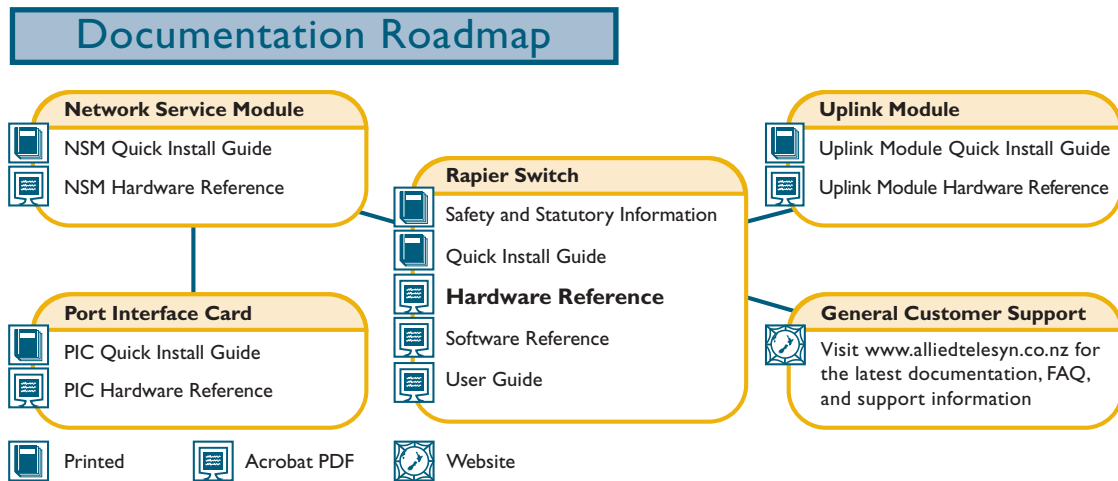 Documentation Roadmap
Network Service Module
NSM Quick Install Guide
NSM Hardware Reference
Port Interface Card
PIC Quick Install Guide
PIC Hardware Reference
Rapier Switch
Safety and Statutory Information
Quick Install Guide
Hardware Reference
Software Reference
User Guide
Uplink Module
Uplink Module Quick Install Guide
Uplink Module Hardware Reference
General Customer Support
Visit www.alliedtelesyn.co.nz for
the latest documentation, FAQ,
and support information
Printed
Acrobat PDF
Website